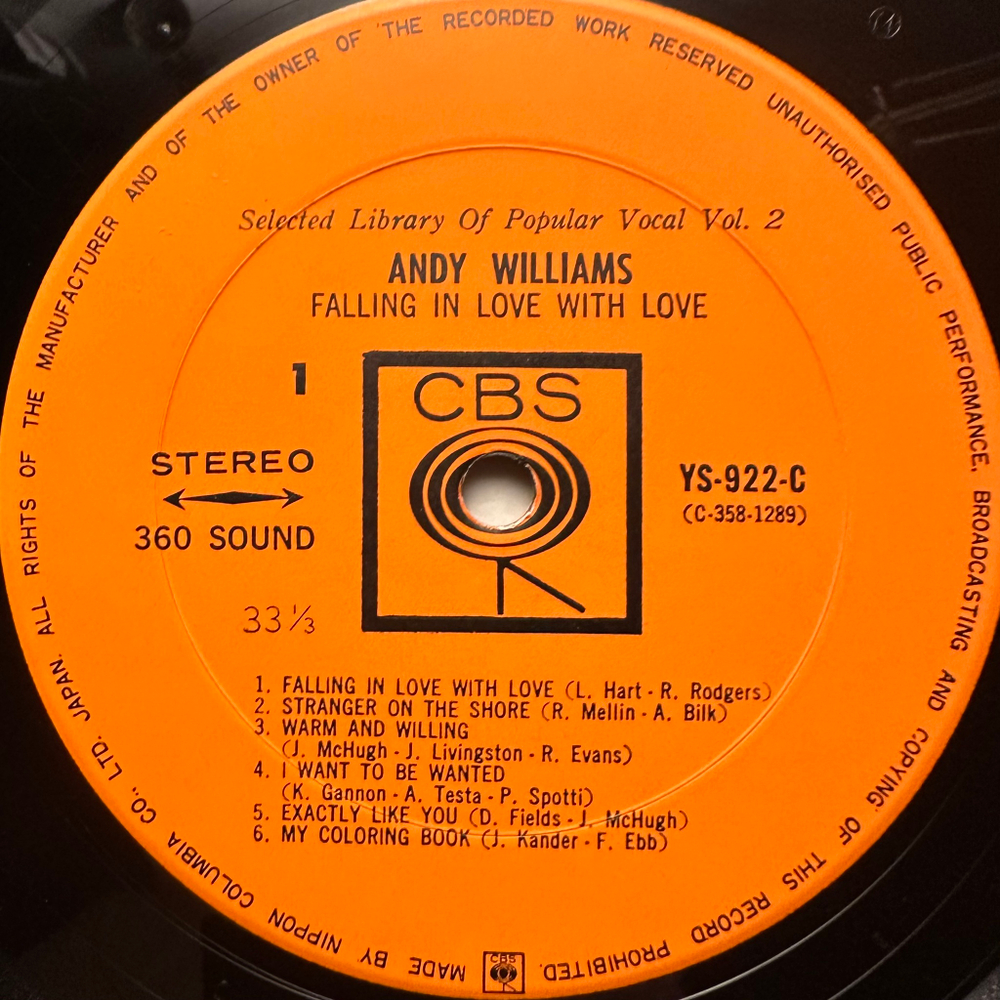 ALL RIGHTS OF THE MANUFACTURER AND OF THE OWNER OF THE RECORDED WORK RESERVED UNAUTHORISED PUBLIC PERFORMANCE. BROADCASTING AND COPYING OF THIS RECORD PROHIBITED.
Selected Library Of Popular Vocal Vol. 2
ANDY WILLIAMS
FALLING IN LOVE WITH LOVE
1
CBS
STEREO
360 SOUND
YS-922-C
(C-358-1289)
33 1/3
1. FALLING IN LOVE WITH LOVE (L. Hart - R. Rodgers)
2. STRANGER ON THE SHORE (R. Mellin - A. Bilk)
3. WARM AND WILLING
(J. McHugh - J. Livingston - R. Evans)
4. I WANT TO BE WANTED
(K. Gannon - A. Testa - P. Spotti)
5. EXACTLY LIKE YOU (D. Fields - J. McHugh)
6. MY COLORING BOOK (J. Kander - F. Ebb)
CBS
MADE BY NIPPON COLUMBIA CO., LTD. JAPAN.